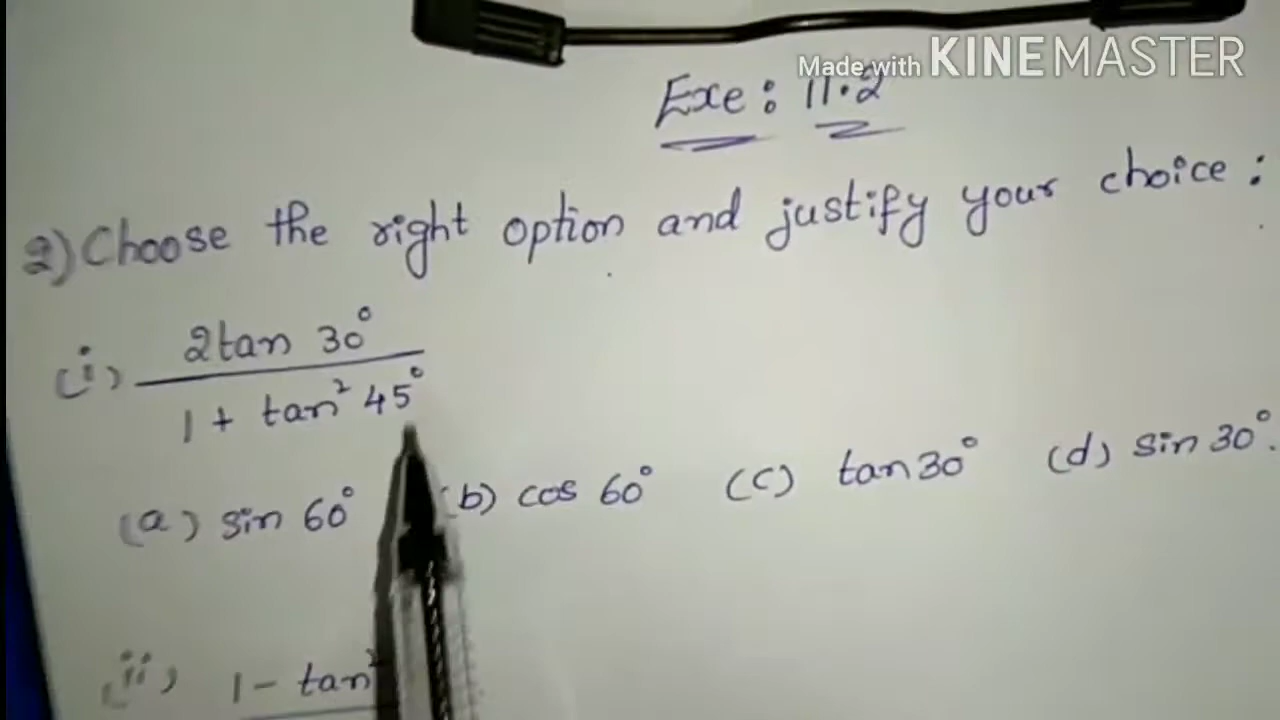 Made with KINEMASTER
Exe: 11.2
2) Choose the right option and justify your choice:
(i) 2tan 30°
1 + tan² 45°
(a) sin 60° (b) cos 60° (c) tan 30° (d) sin 30°.
(ii) 1 - tan²